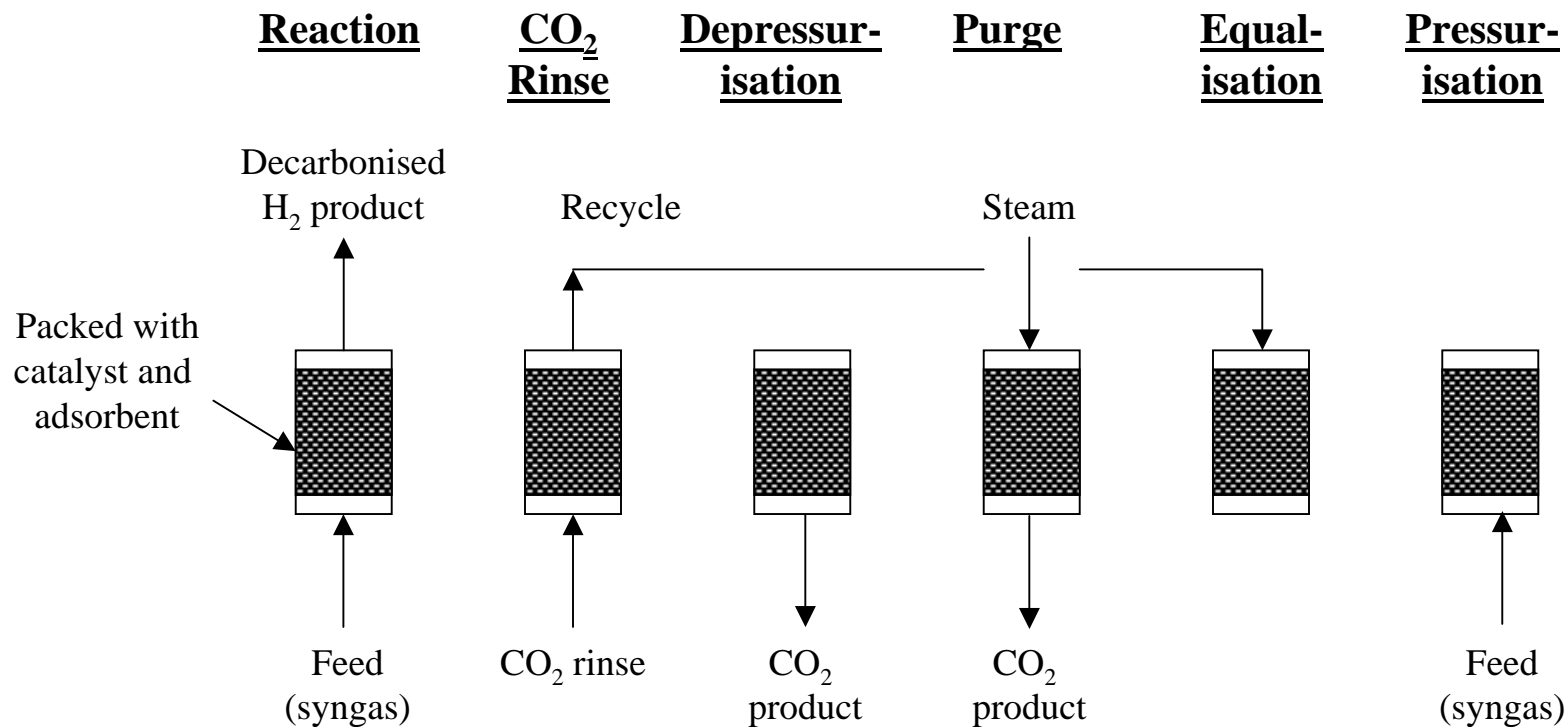 Reaction
CO₂
Rinse
Depressur-
isation
Purge
Equal-
isation
Pressur-
isation
Decarbonised
H₂ product
Recycle
Steam
Packed with
catalyst and
adsorbent
Feed
(syngas)
CO₂ rinse
CO₂
product
CO₂
product
Feed
(syngas)